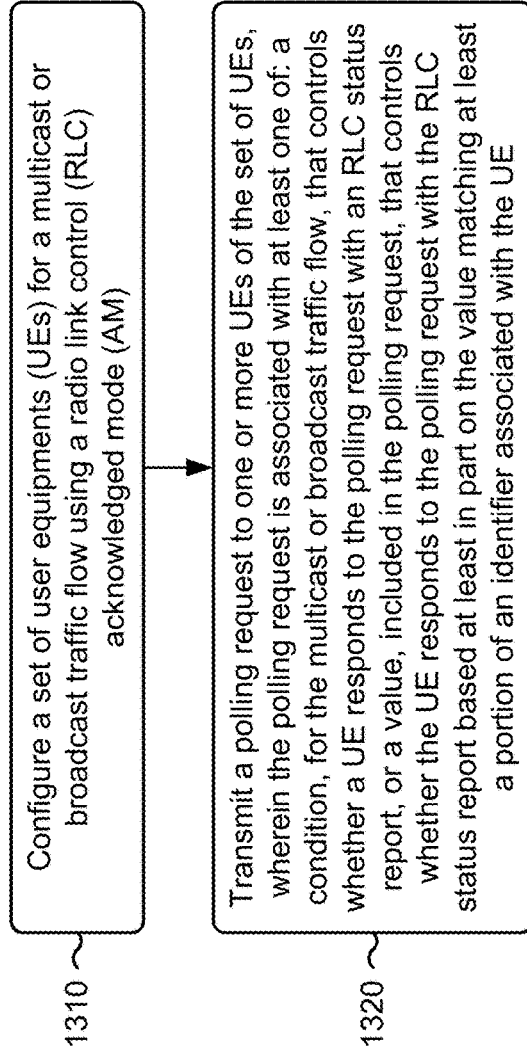 1310
Configure a set of user equipments (UEs) for a multicast or
broadcast traffic flow using a radio link control (RLC)
acknowledged mode (AM)
1320
Transmit a polling request to one or more UEs of the set of UEs,
wherein the polling request is associated with at least one of: a
condition, for the multicast or broadcast traffic flow, that controls
whether a UE responds to the polling request with an RLC status
report, or a value, included in the polling request, that controls
whether the UE responds to the polling request with the RLC
status report based at least in part on the value matching at least
a portion of an identifier associated with the UE